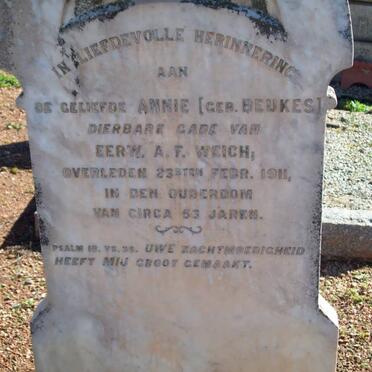 IN LIEFDEVOLLE HERINNERING
AAN
DE GELIEFDE ANNIE [GEB. BEUKES]
DIERBARE GADE VAN
EERW. A. F. WEICH,
OVERLEDEN 23STEN FEBR. 1911,
IN DEN OUDERDOM
VAN CIRCA 53 JAREN.
PSALM 18. VS. 36. UWE ZACHTMOEDIGHEID
HEEFT MIJ GROOT GEMAAKT.